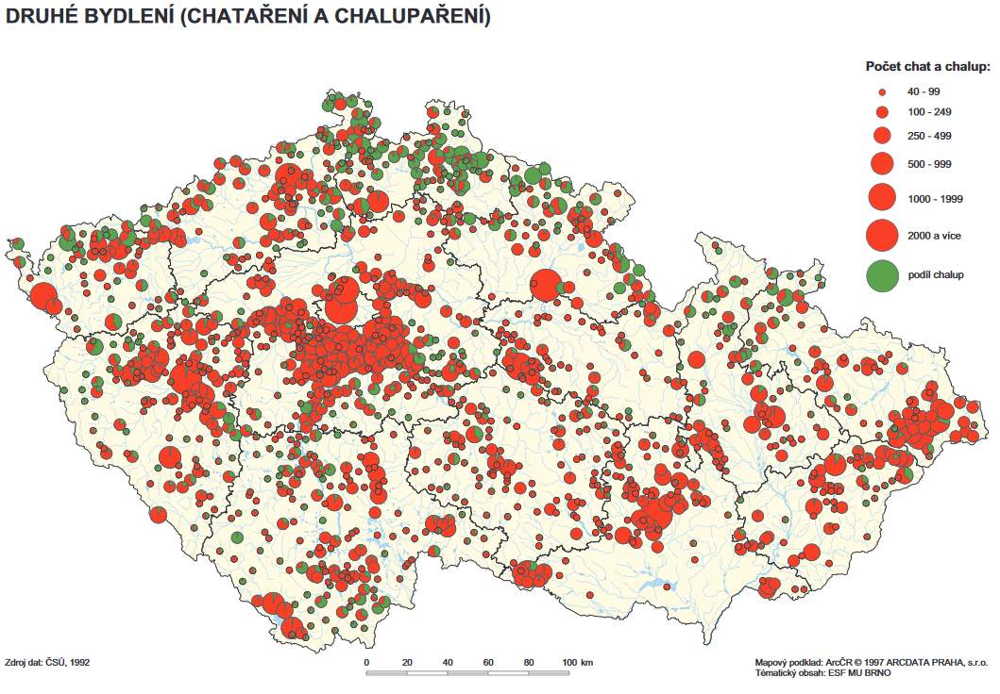 DRUHÉ BYDLENÍ (CHATAŘENÍ A CHALUPAŘENÍ)
Počet chat a chalup:
40 - 99
100 - 249
250 - 499
500 - 999
1000 - 1999
2000 a více
podíl chalup
Zdroj dat: ČSÚ, 1992
0 20 40 60 80 100 km
Mapový podklad: ArcČR © 1997 ARCDATA PRAHA, s.r.o.
Tématický obsah: ESF MU BRNO